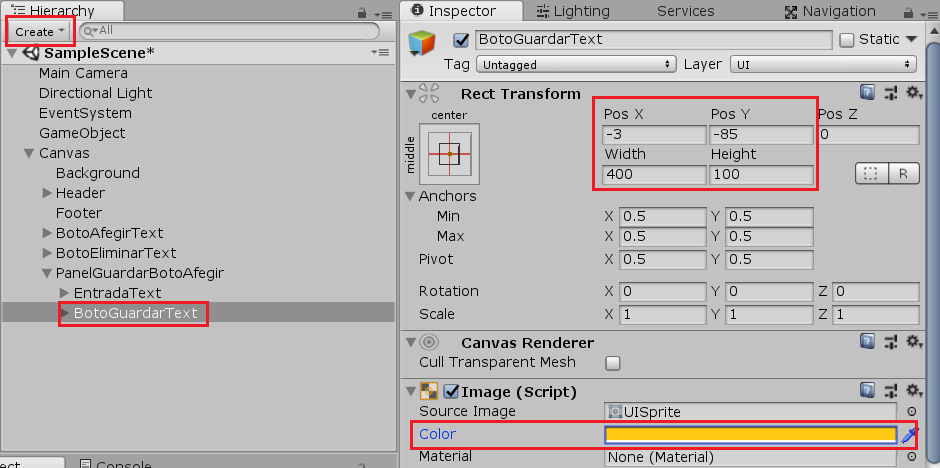 Hierarchy
Create
All
SampleScene*
Main Camera
Directional Light
EventSystem
GameObject
Canvas
Background
Header
Footer
BotoAfegirText
BotoEliminarText
PanelGuardarBotoAfegir
EntradaText
BotoGuardarText
Console
Inspector Lighting Services Navigation
BotoGuardarText Static
Tag Untagged Layer UI
Rect Transform
center
middle
Pos X Pos Y Pos Z
-3 -85 0
Width Height
400 100
R
Anchors
Min X 0.5 Y 0.5
Max X 0.5 Y 0.5
Pivot X 0.5 Y 0.5
Rotation X 0 Y 0 Z 0
Scale X 1 Y 1 Z 1
Canvas Renderer
Cull Transparent Mesh
Image (Script)
Source Image UISprite
Color
Material None (Material)